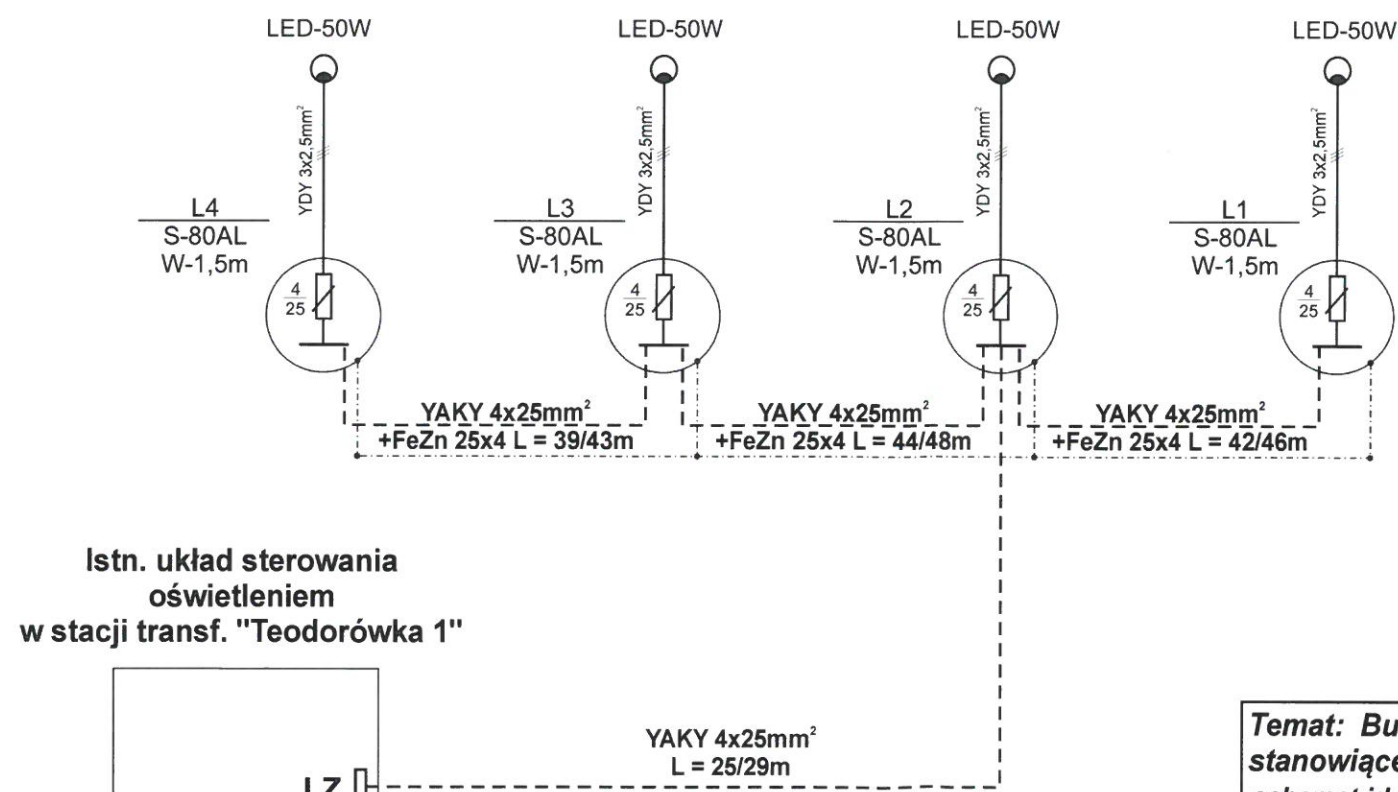 LED-50W
LED-50W
LED-50W
LED-50W
YDY 3x2,5mm²
YDY 3x2,5mm²
YDY 3x2,5mm²
YDY 3x2,5mm²
L4
S-80AL
W-1,5m
L3
S-80AL
W-1,5m
L2
S-80AL
W-1,5m
L1
S-80AL
W-1,5m
4
25
4
25
4
25
4
25
YAKY 4x25mm²
+FeZn 25x4 L = 39/43m
YAKY 4x25mm²
+FeZn 25x4 L = 44/48m
YAKY 4x25mm²
+FeZn 25x4 L = 42/46m
Istn. układ sterowania
oświetleniem
w stacji transf. "Teodorówka 1"
YAKY 4x25mm²
L = 25/29m
LZ
Temat: Bu
stanowiące